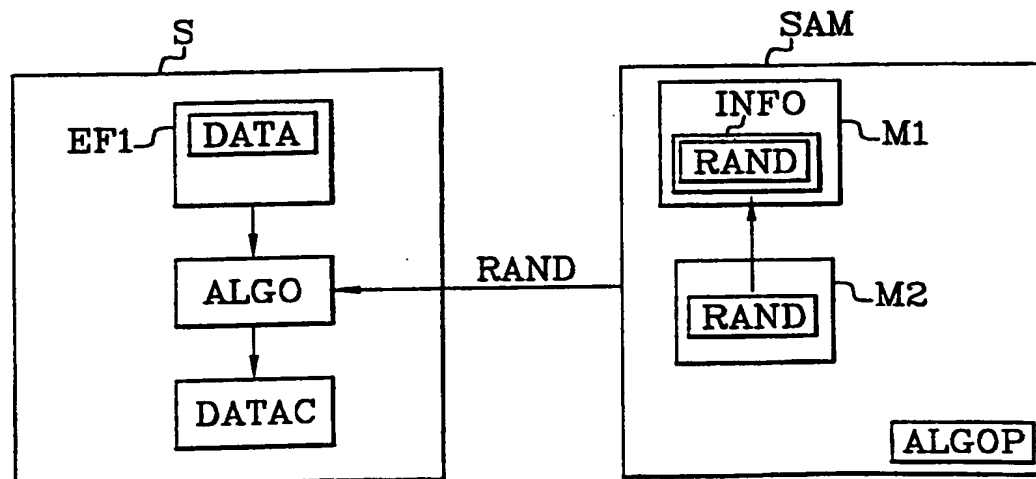 S
SAM
EF1
DATA
INFO
RAND
M1
ALGO
RAND
RAND
M2
DATAC
ALGOP